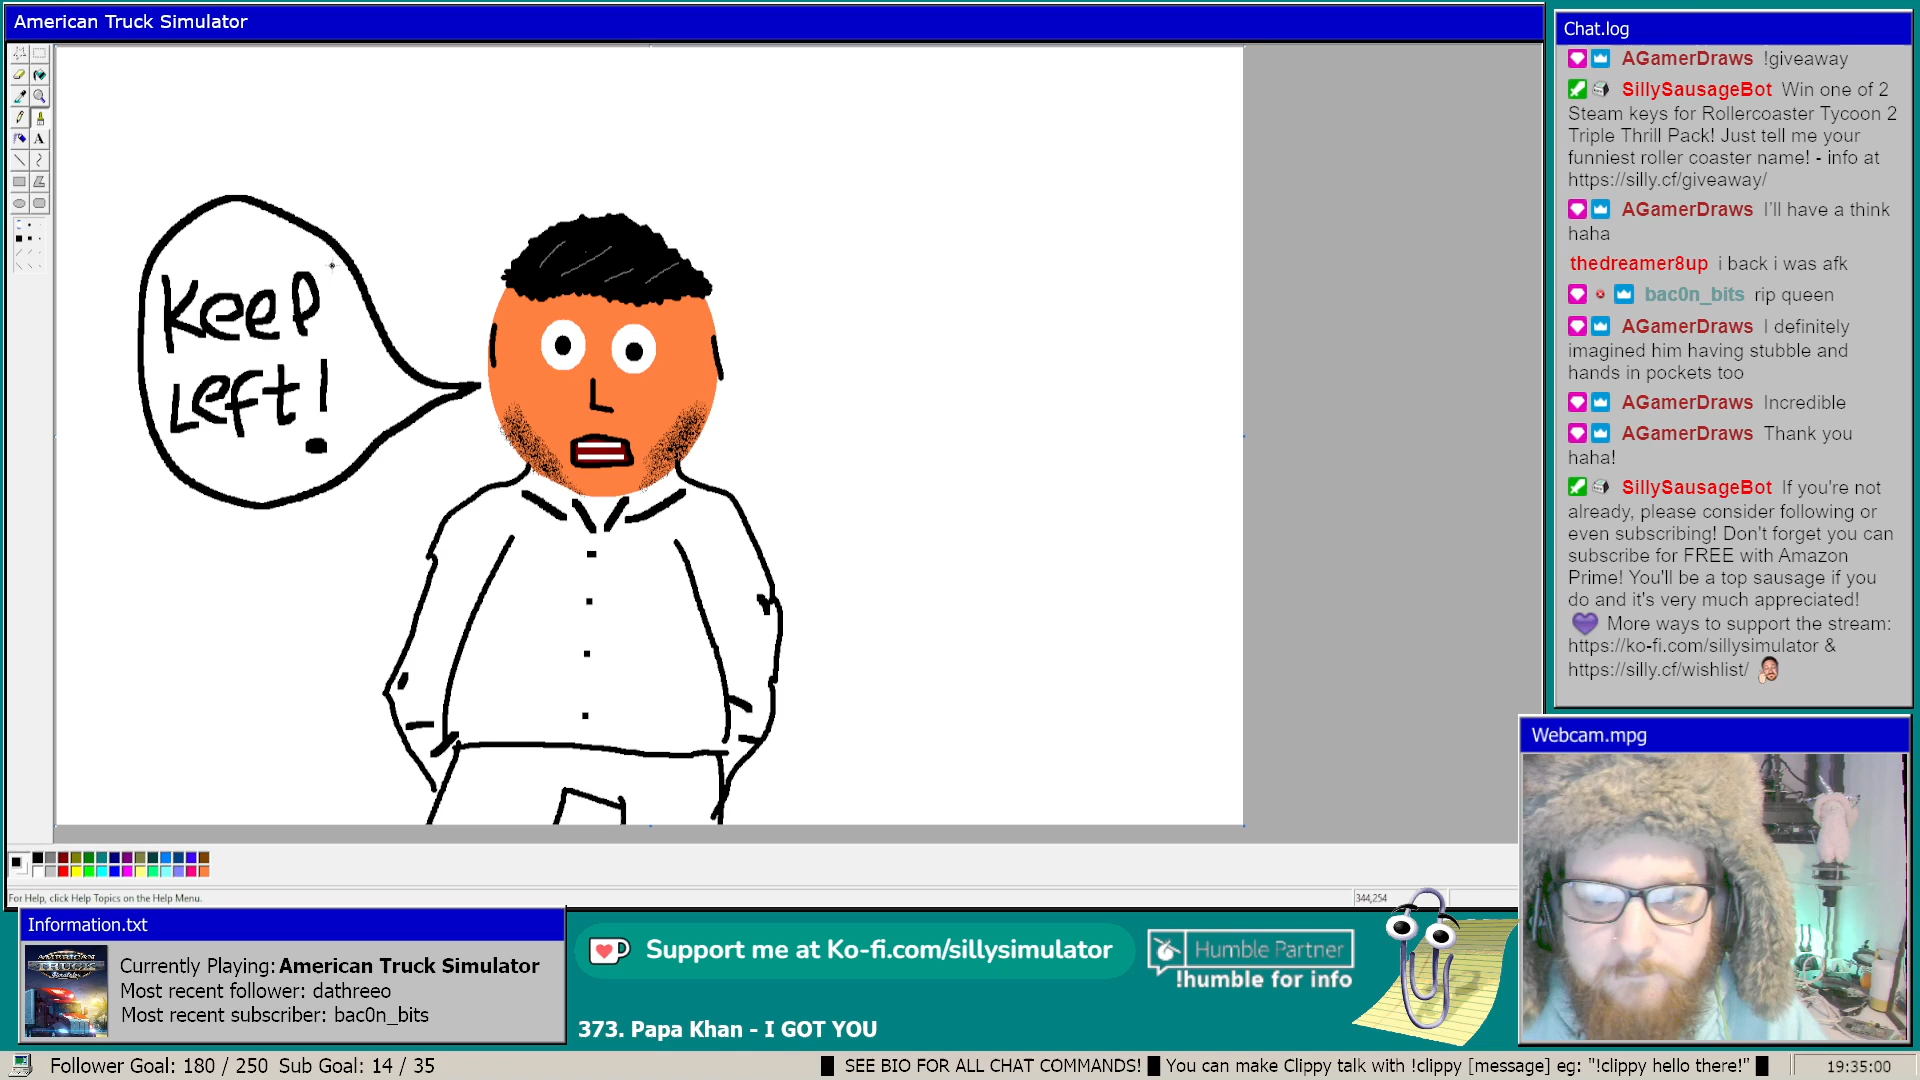 American Truck Simulator
Keep
Left!
For Help, click Help Topics on the Help Menu.
344,254
Chat.log
AGamerDraws !giveaway
SillySausageBot Win one of 2
Steam keys for Rollercoaster Tycoon 2
Triple Thrill Pack! Just tell me your
funniest roller coaster name! - info at
https://silly.cf/giveaway/
AGamerDraws I'll have a think
haha
thedreamer8up i back i was afk
bac0n_bits rip queen
AGamerDraws I definitely
imagined him having stubble and
hands in pockets too
AGamerDraws Incredible
AGamerDraws Thank you
haha!
SillySausageBot If you're not
already, please consider following or
even subscribing! Don't forget you can
subscribe for FREE with Amazon
Prime! You'll be a top sausage if you
do and it's very much appreciated!
More ways to support the stream:
https://ko-fi.com/sillysimulator &
https://silly.cf/wishlist/
Webcam.mpg
Information.txt
AMERICAN
TRUCK
Currently Playing: American Truck Simulator
Most recent follower: dathreeo
Most recent subscriber: bac0n_bits
Support me at Ko-fi.com/sillysimulator
Humble Partner
!humble for info
373. Papa Khan - I GOT YOU
Follower Goal: 180 / 250 Sub Goal: 14 / 35
SEE BIO FOR ALL CHAT COMMANDS! You can make Clippy talk with !clippy [message] eg: "!clippy hello there!"
19:35:00